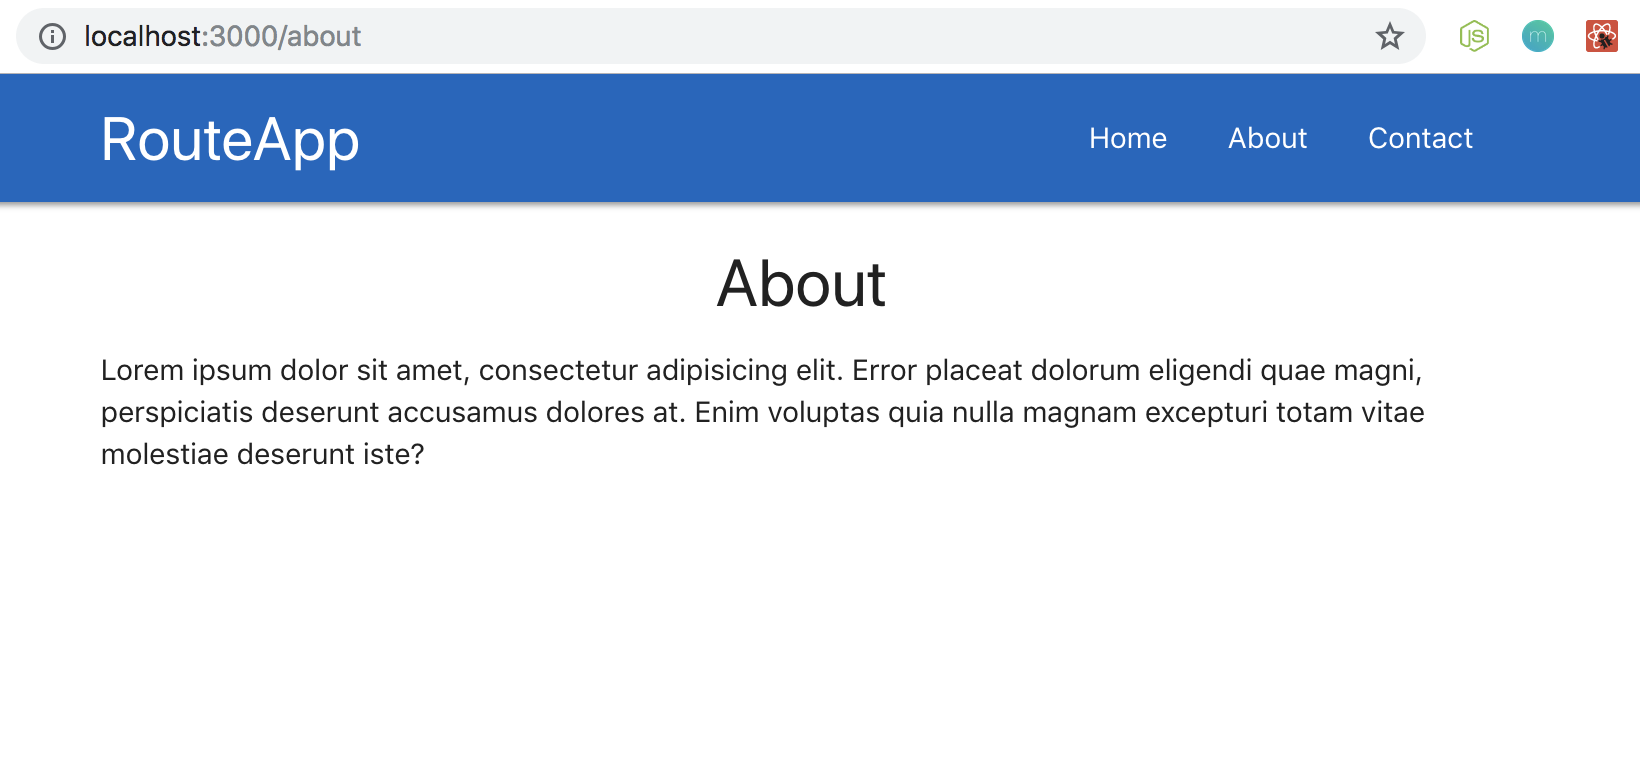 localhost:3000/about
JS
m
RouteApp
Home About Contact
About
Lorem ipsum dolor sit amet, consectetur adipisicing elit. Error placeat dolorum eligendi quae magni,
perspiciatis deserunt accusamus dolores at. Enim voluptas quia nulla magnam excepturi totam vitae
molestiae deserunt iste?